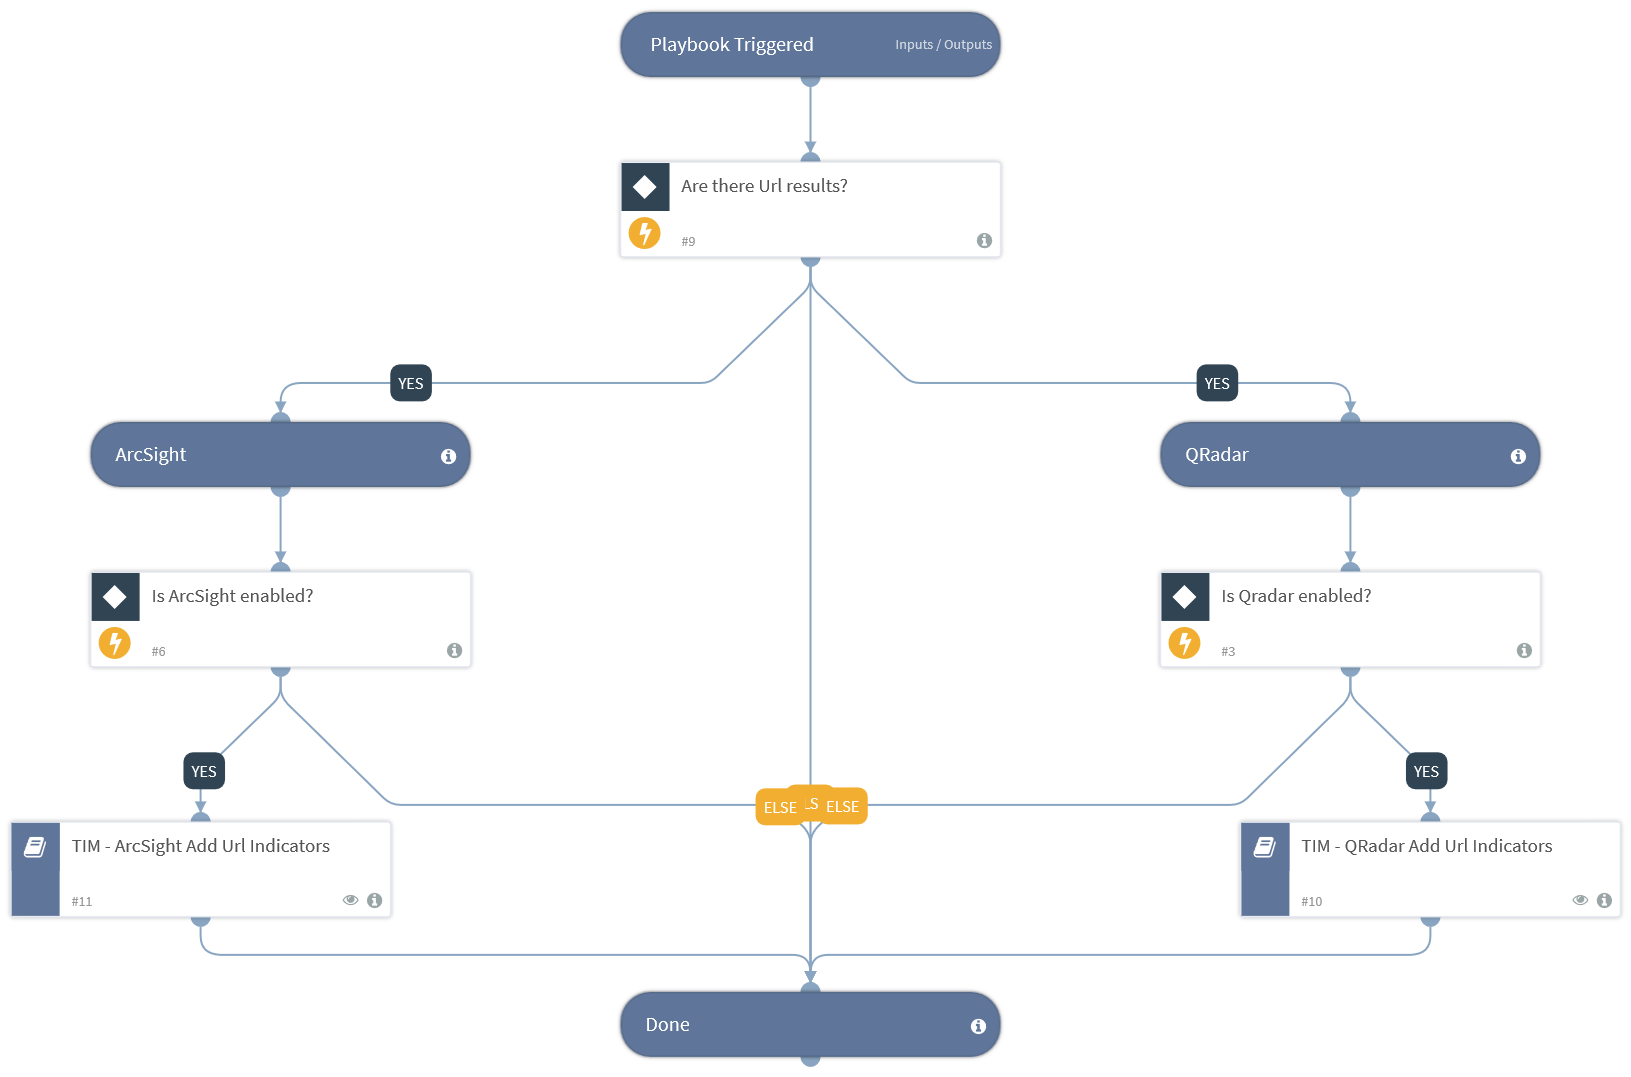 Playbook Triggered
Inputs / Outputs
Are there Url results?
#9
YES
YES
ArcSight
QRadar
Is ArcSight enabled?
#6
Is Qradar enabled?
#3
YES
YES
ELSE
ELSE
TIM - ArcSight Add Url Indicators
#11
TIM - QRadar Add Url Indicators
#10
Done